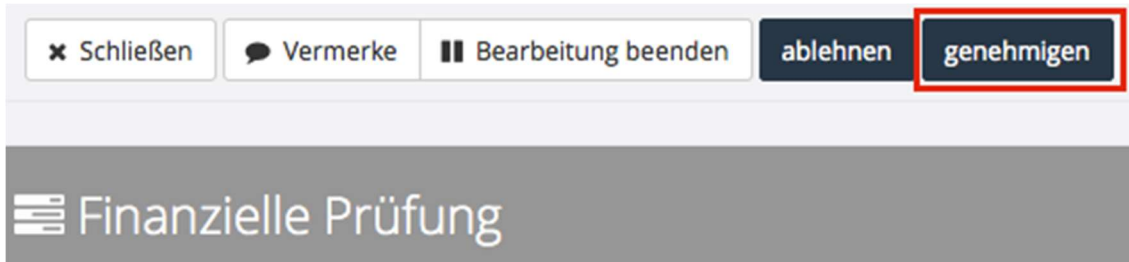 Schließen Vermerke Bearbeitung beenden ablehnen genehmigen
Finanzielle Prüfung